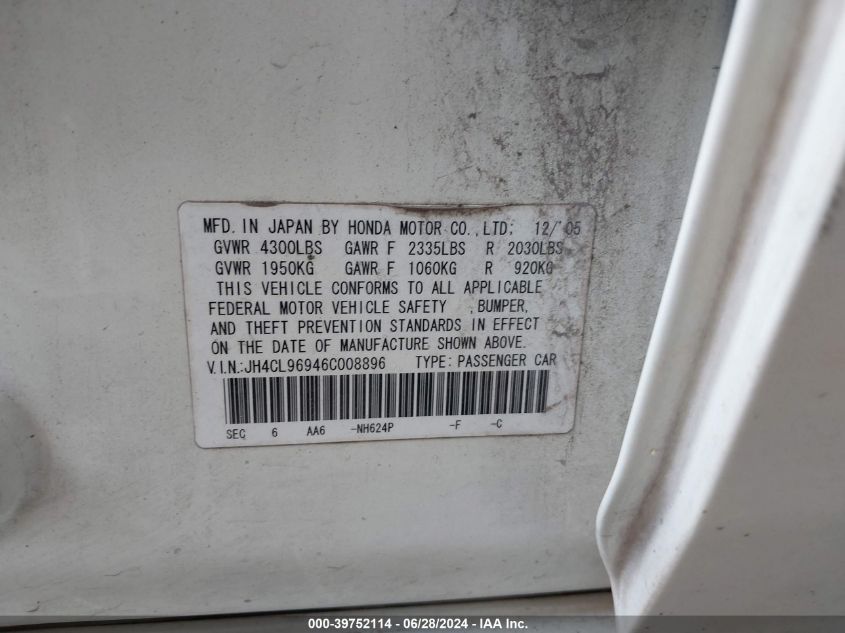 MFD. IN JAPAN BY HONDA MOTOR CO.,LTD; 12/'05
GVWR 4300LBS GAWR F 2335LBS R 2030LBS
GVWR 1950KG GAWR F 1060KG R 920KG
THIS VEHICLE CONFORMS TO ALL APPLICABLE
FEDERAL MOTOR VEHICLE SAFETY ,BUMPER,
AND THEFT PREVENTION STANDARDS IN EFFECT
ON THE DATE OF MANUFACTURE SHOWN ABOVE.
V.I.N.:JH4CL96946C008896 TYPE: PASSENGER CAR
SEC 6 AA6 -NH624P -F -C
000-39752114 - 06/28/2024 - IAA Inc.